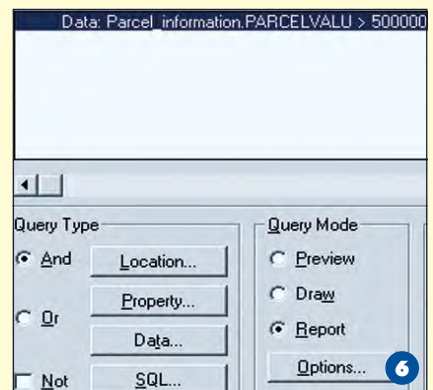 Data: Parcel_information.PARCELVALU > 500000
Query Type
And
Location...
Property...
Or
Data...
Not
SQL...
Query Mode
Preview
Draw
Report
Options...
6